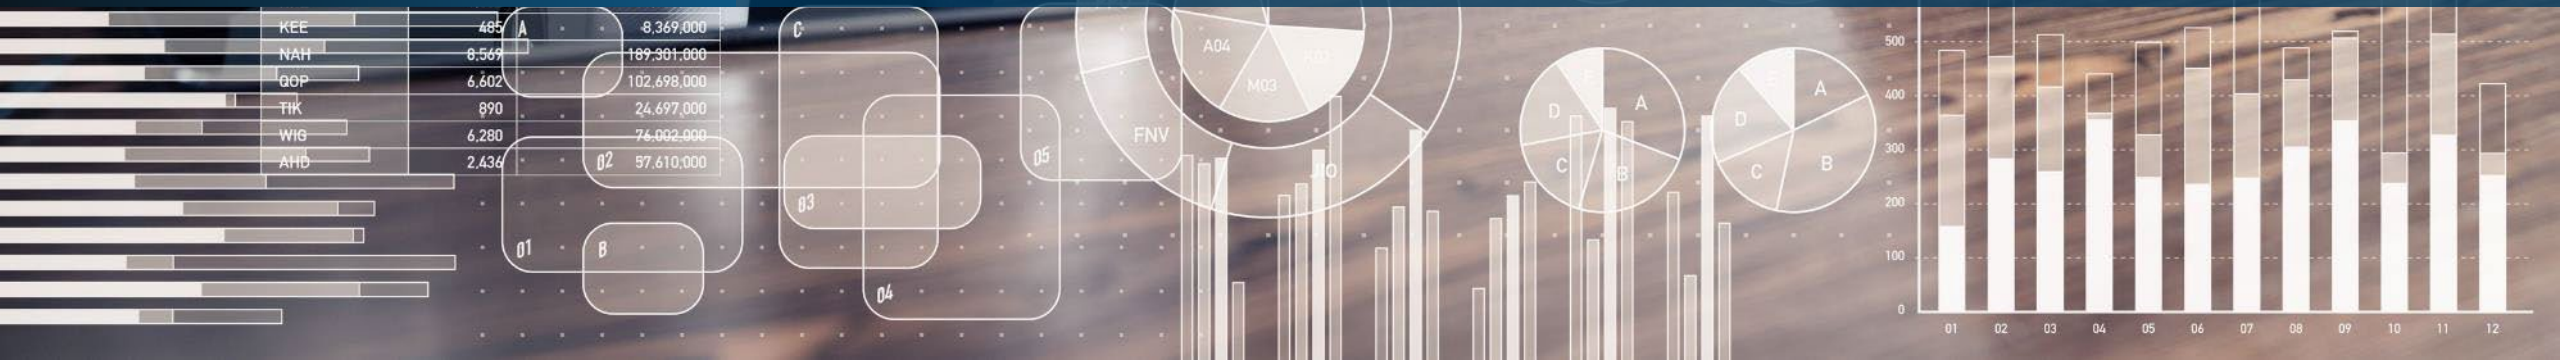 KEE 485 8,369,000
NAH 8,569 189,301,000
QOP 6,602 102,698,000
TIK 890 24,697,000
WIG 6,280 76,002,000
AHD 2,436 57,610,000
A
C
02
05
03
01
B
04
A04
M03
FNV
JIO
E
D
A
C
B
E
D
A
C
B
500
400
300
200
100
0
01 02 03 04 05 06 07 08 09 10 11 12